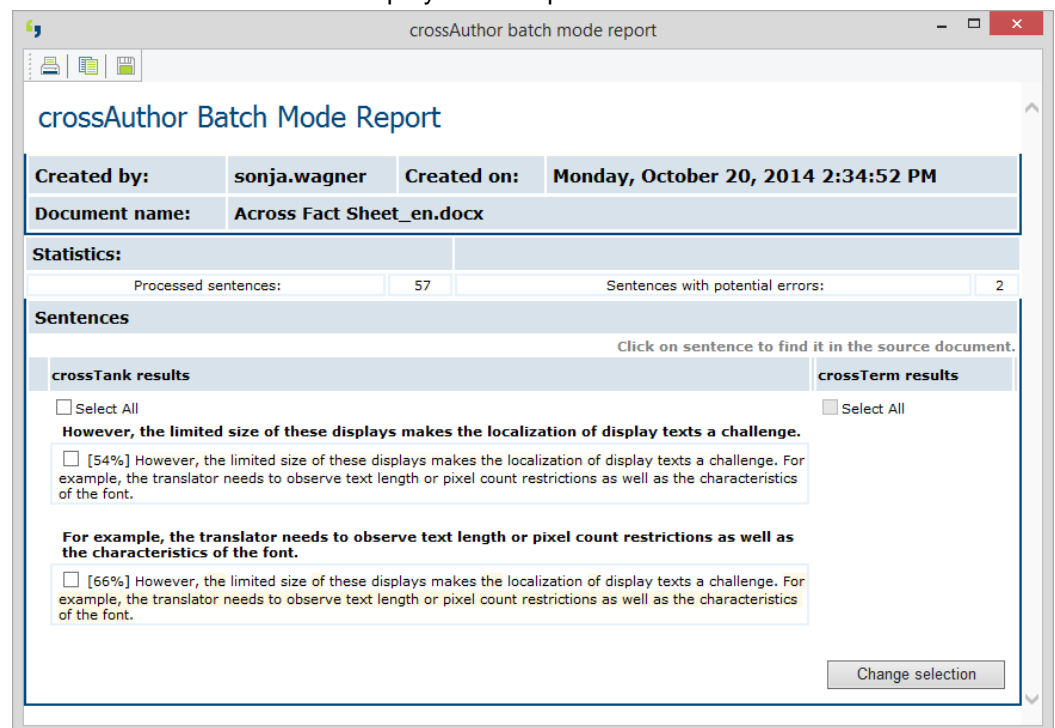 crossAuthor batch mode report
crossAuthor Batch Mode Report
Created by: sonja.wagner Created on: Monday, October 20, 2014 2:34:52 PM
Document name: Across Fact Sheet_en.docx
Statistics:
Processed sentences: 57 Sentences with potential errors: 2
Sentences
Click on sentence to find it in the source document.
crossTank results crossTerm results
Select All Select All
However, the limited size of these displays makes the localization of display texts a challenge.
[54%] However, the limited size of these displays makes the localization of display texts a challenge. For
example, the translator needs to observe text length or pixel count restrictions as well as the characteristics
of the font.
For example, the translator needs to observe text length or pixel count restrictions as well as
the characteristics of the font.
[66%] However, the limited size of these displays makes the localization of display texts a challenge. For
example, the translator needs to observe text length or pixel count restrictions as well as the characteristics
of the font.
Change selection